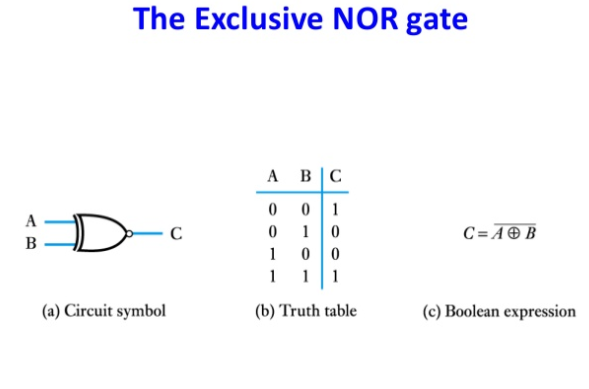 The Exclusive NOR gate
A B C
0 0 1
0 1 0
1 0 0
1 1 1
A
B
C
C = \overline{A ⊕ B}
(a) Circuit symbol
(b) Truth table
(c) Boolean expression